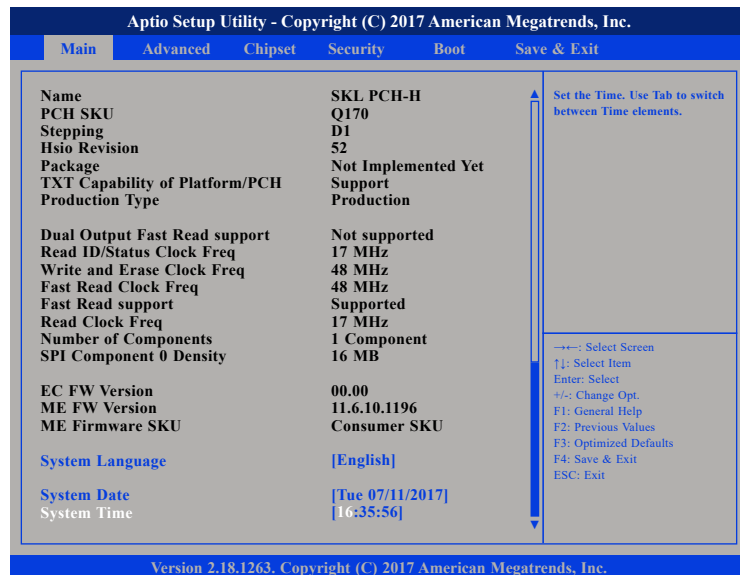 Aptio Setup Utility - Copyright (C) 2017 American Megatrends, Inc.
Main Advanced Chipset Security Boot Save & Exit
Name SKL PCH-H
PCH SKU Q170
Stepping D1
Hsio Revision 52
Package Not Implemented Yet
TXT Capability of Platform/PCH Support
Production Type Production
Dual Output Fast Read support Not supported
Read ID/Status Clock Freq 17 MHz
Write and Erase Clock Freq 48 MHz
Fast Read Clock Freq 48 MHz
Fast Read support Supported
Read Clock Freq 17 MHz
Number of Components 1 Component
SPI Component 0 Density 16 MB
EC FW Version 00.00
ME FW Version 11.6.10.1196
ME Firmware SKU Consumer SKU
System Language [English]
System Date [Tue 07/11/2017]
System Time [16:35:56]
Set the Time. Use Tab to switch
between Time elements.
→←: Select Screen
↑↓: Select Item
Enter: Select
+/-: Change Opt.
F1: General Help
F2: Previous Values
F3: Optimized Defaults
F4: Save & Exit
ESC: Exit
Version 2.18.1263. Copyright (C) 2017 American Megatrends, Inc.